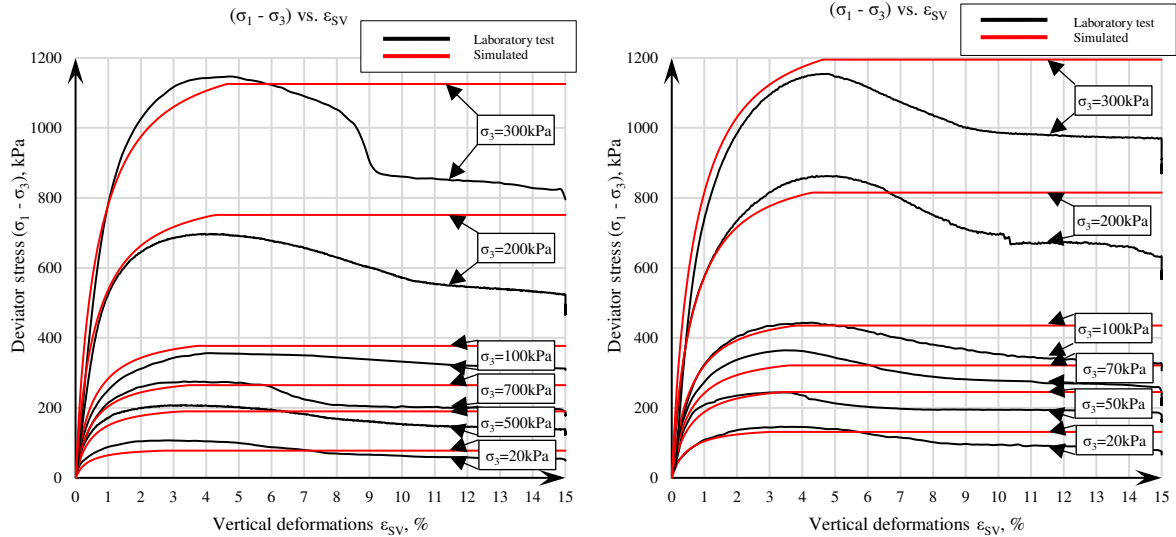 (σ1 - σ3) vs. εSV
Laboratory test
Simulated
Deviator stress (σ1 - σ3), kPa
1200
1000
800
600
400
200
0
σ3=300kPa
σ3=200kPa
σ3=100kPa
σ3=700kPa
σ3=500kPa
σ3=20kPa
0 1 2 3 4 5 6 7 8 9 10 11 12 13 14 15
Vertical deformations εSV, %
(σ1 - σ3) vs. εSV
Laboratory test
Simulated
Deviator stress (σ1 - σ3), kPa
1200
1000
800
600
400
200
0
σ3=300kPa
σ3=200kPa
σ3=100kPa
σ3=70kPa
σ3=50kPa
σ3=20kPa
0 1 2 3 4 5 6 7 8 9 10 11 12 13 14 15
Vertical deformations εSV, %